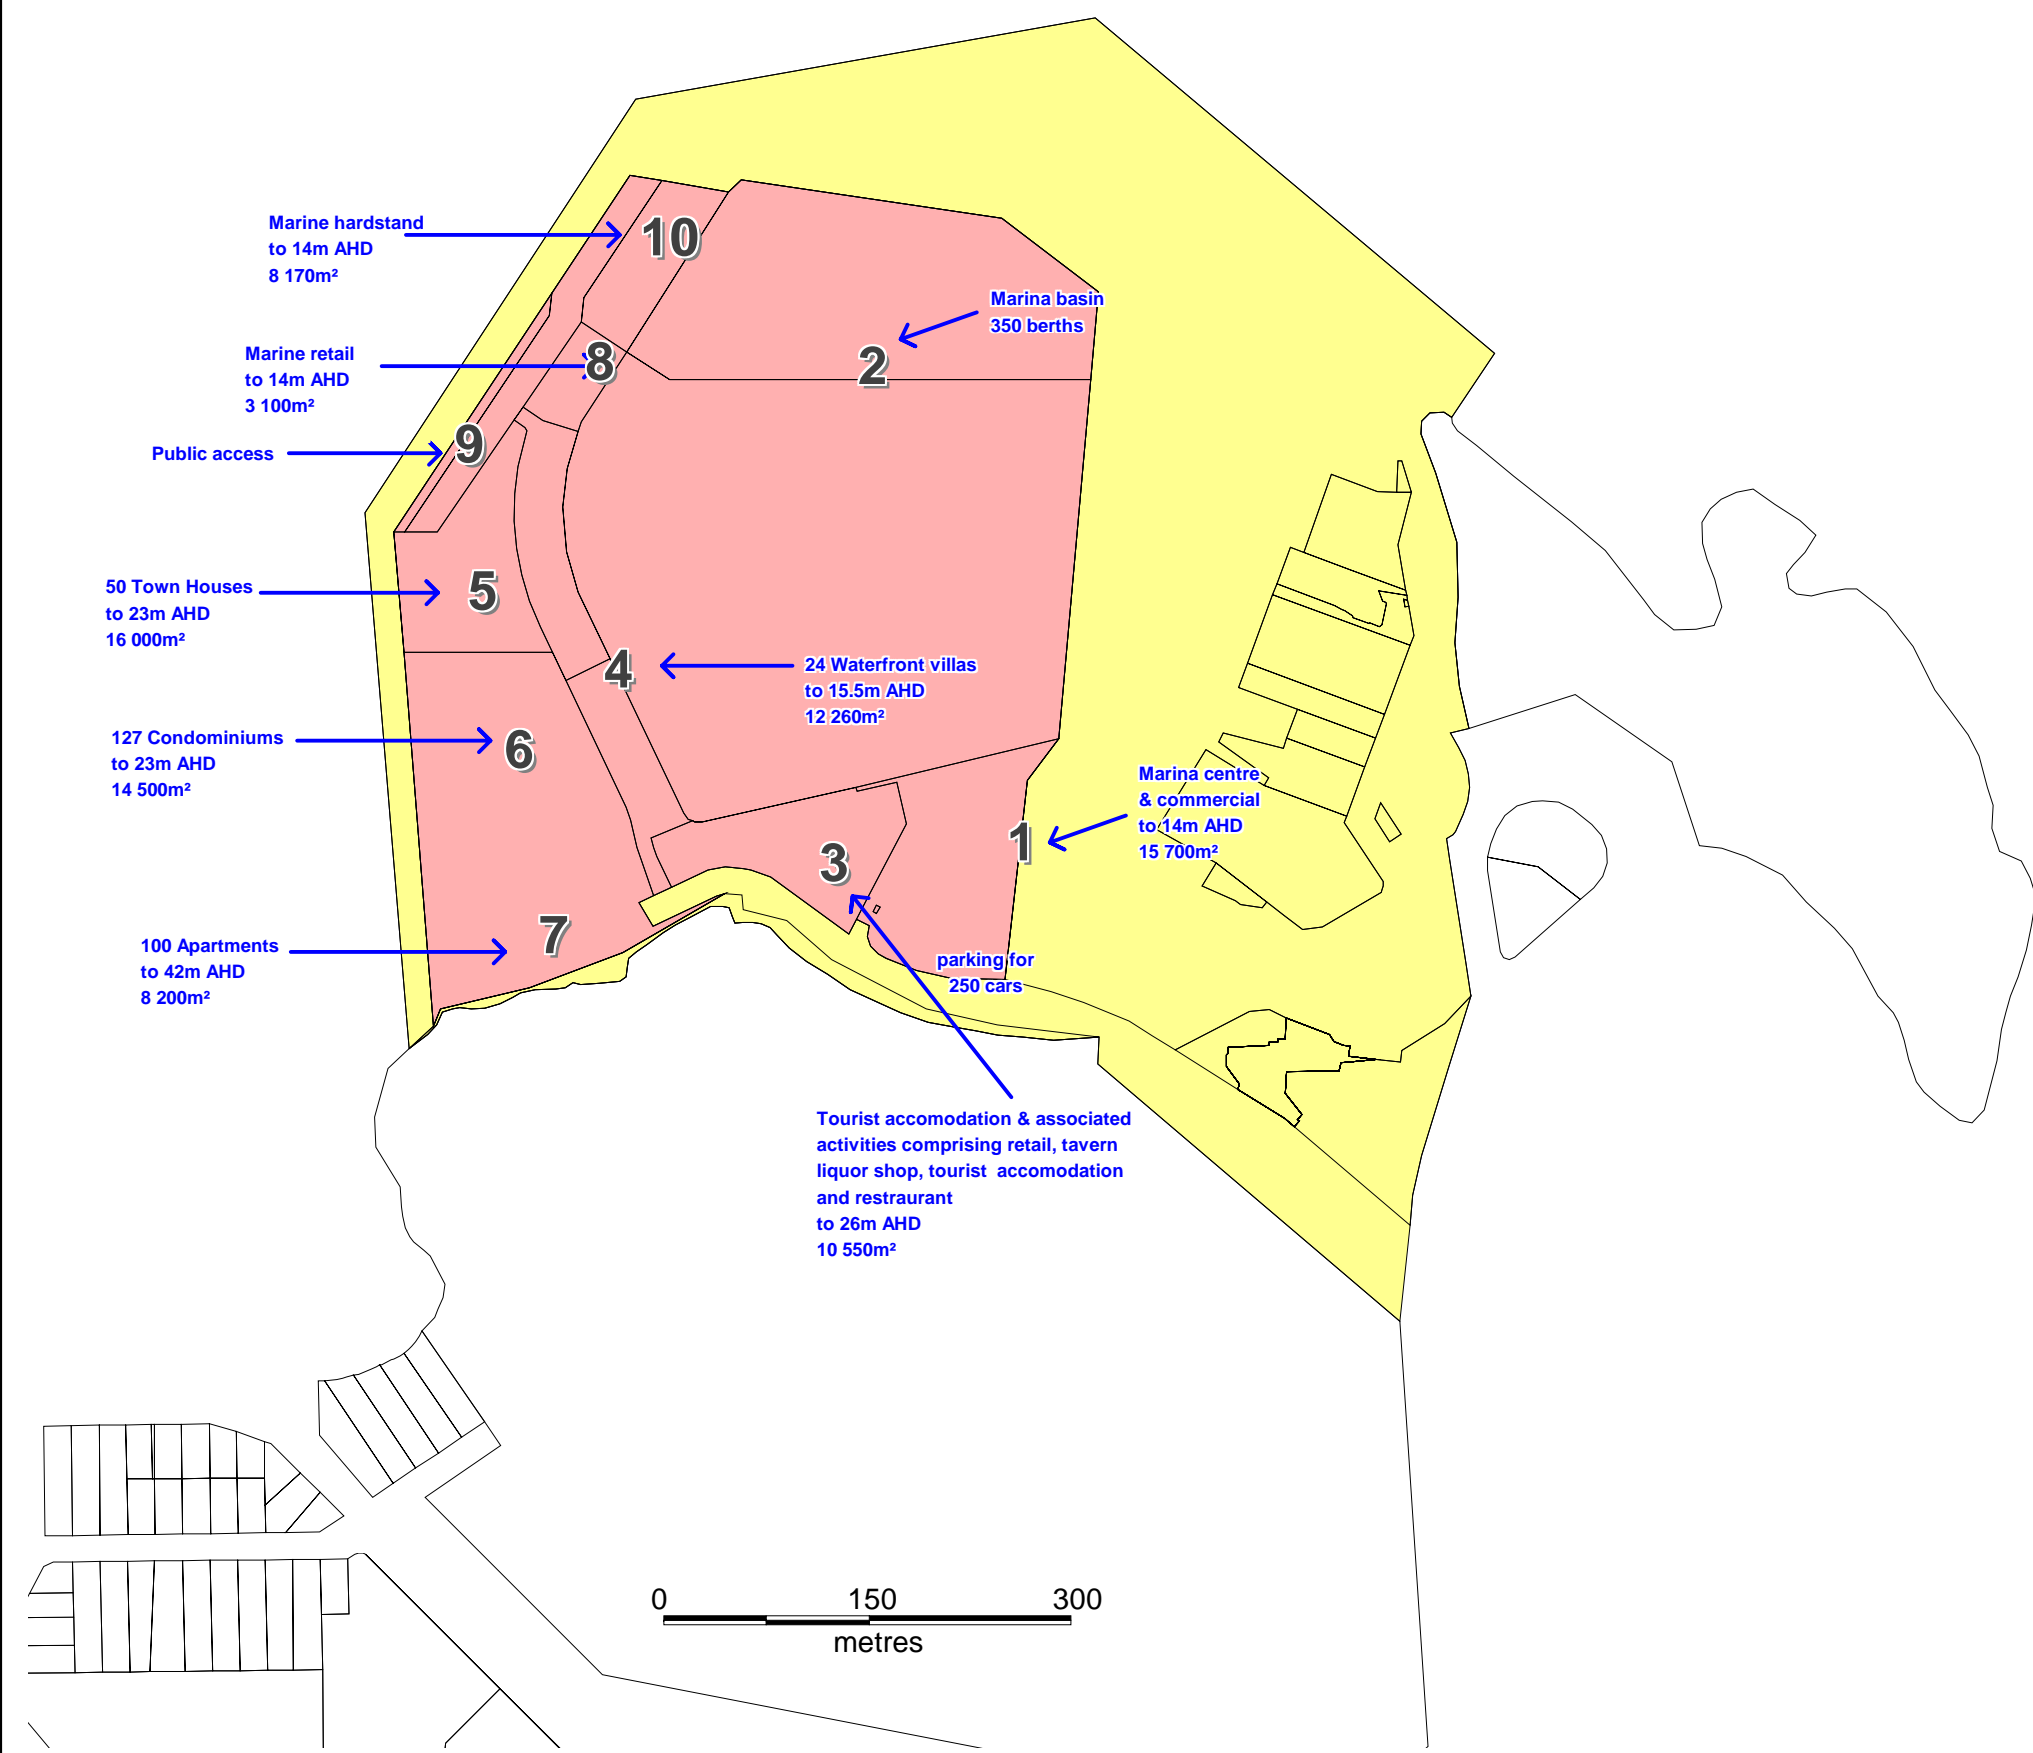 Marine hardstand
to 14m AHD
8 170m²
10
Marina basin
350 berths
2
Marine retail
to 14m AHD
3 100m²
8
Public access
9
50 Town Houses
to 23m AHD
16 000m²
5
24 Waterfront villas
to 15.5m AHD
12 260m²
4
127 Condominiums
to 23m AHD
14 500m²
6
Marina centre
& commercial
to 14m AHD
15 700m²
1
3
100 Apartments
to 42m AHD
8 200m²
7
parking for
250 cars
Tourist accomodation & associated
activities comprising retail, tavern
liquor shop, tourist accomodation
and restraurant
to 26m AHD
10 550m²
0 150 300
metres